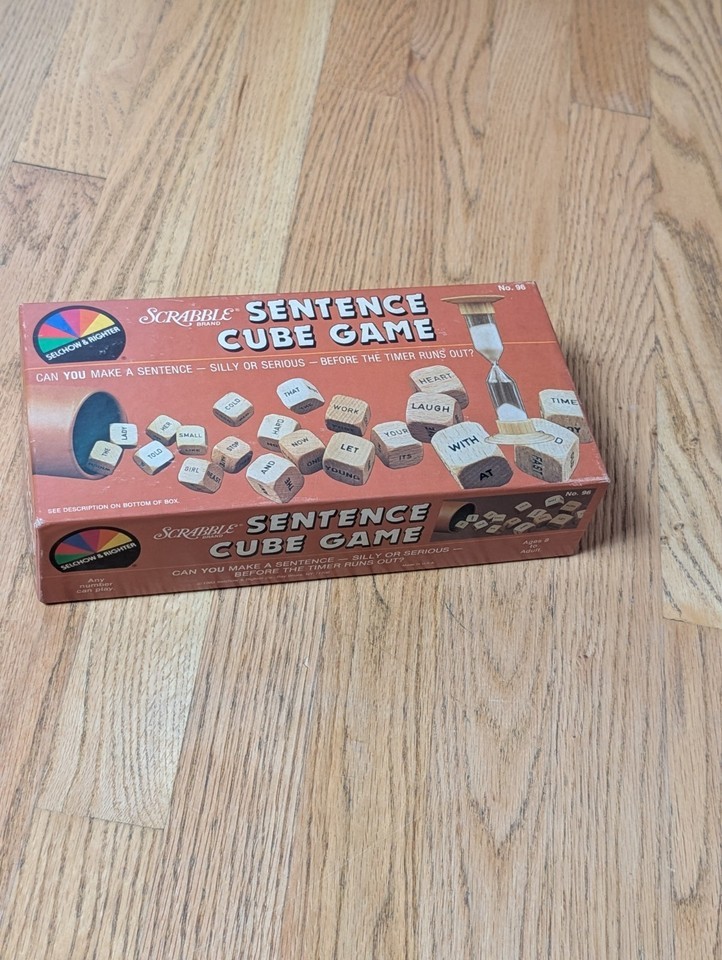 No. 96
SCRABBLE® SENTENCE
BRAND
CUBE GAME
SELCHOW & RIGHTER
CAN YOU MAKE A SENTENCE — SILLY OR SERIOUS — BEFORE THE TIMER RUNS OUT?
HEART
THAT
COLD
WORK
LAUGH
TIME
LADY
HER
SMALL
HARD
YOUR
WITH
THE
TOLD
STOP
NOW
LET
ITS
GIRL
AND
ONE
YOUNG
AT
FAST
THE
SEE DESCRIPTION ON BOTTOM OF BOX.
No. 96
SCRABBLE® SENTENCE
BRAND
CUBE GAME
SELCHOW & RIGHTER
CAN YOU MAKE A SENTENCE — SILLY OR SERIOUS —
BEFORE THE TIMER RUNS OUT?
Any
number
can play.
Ages 8
to
Adult